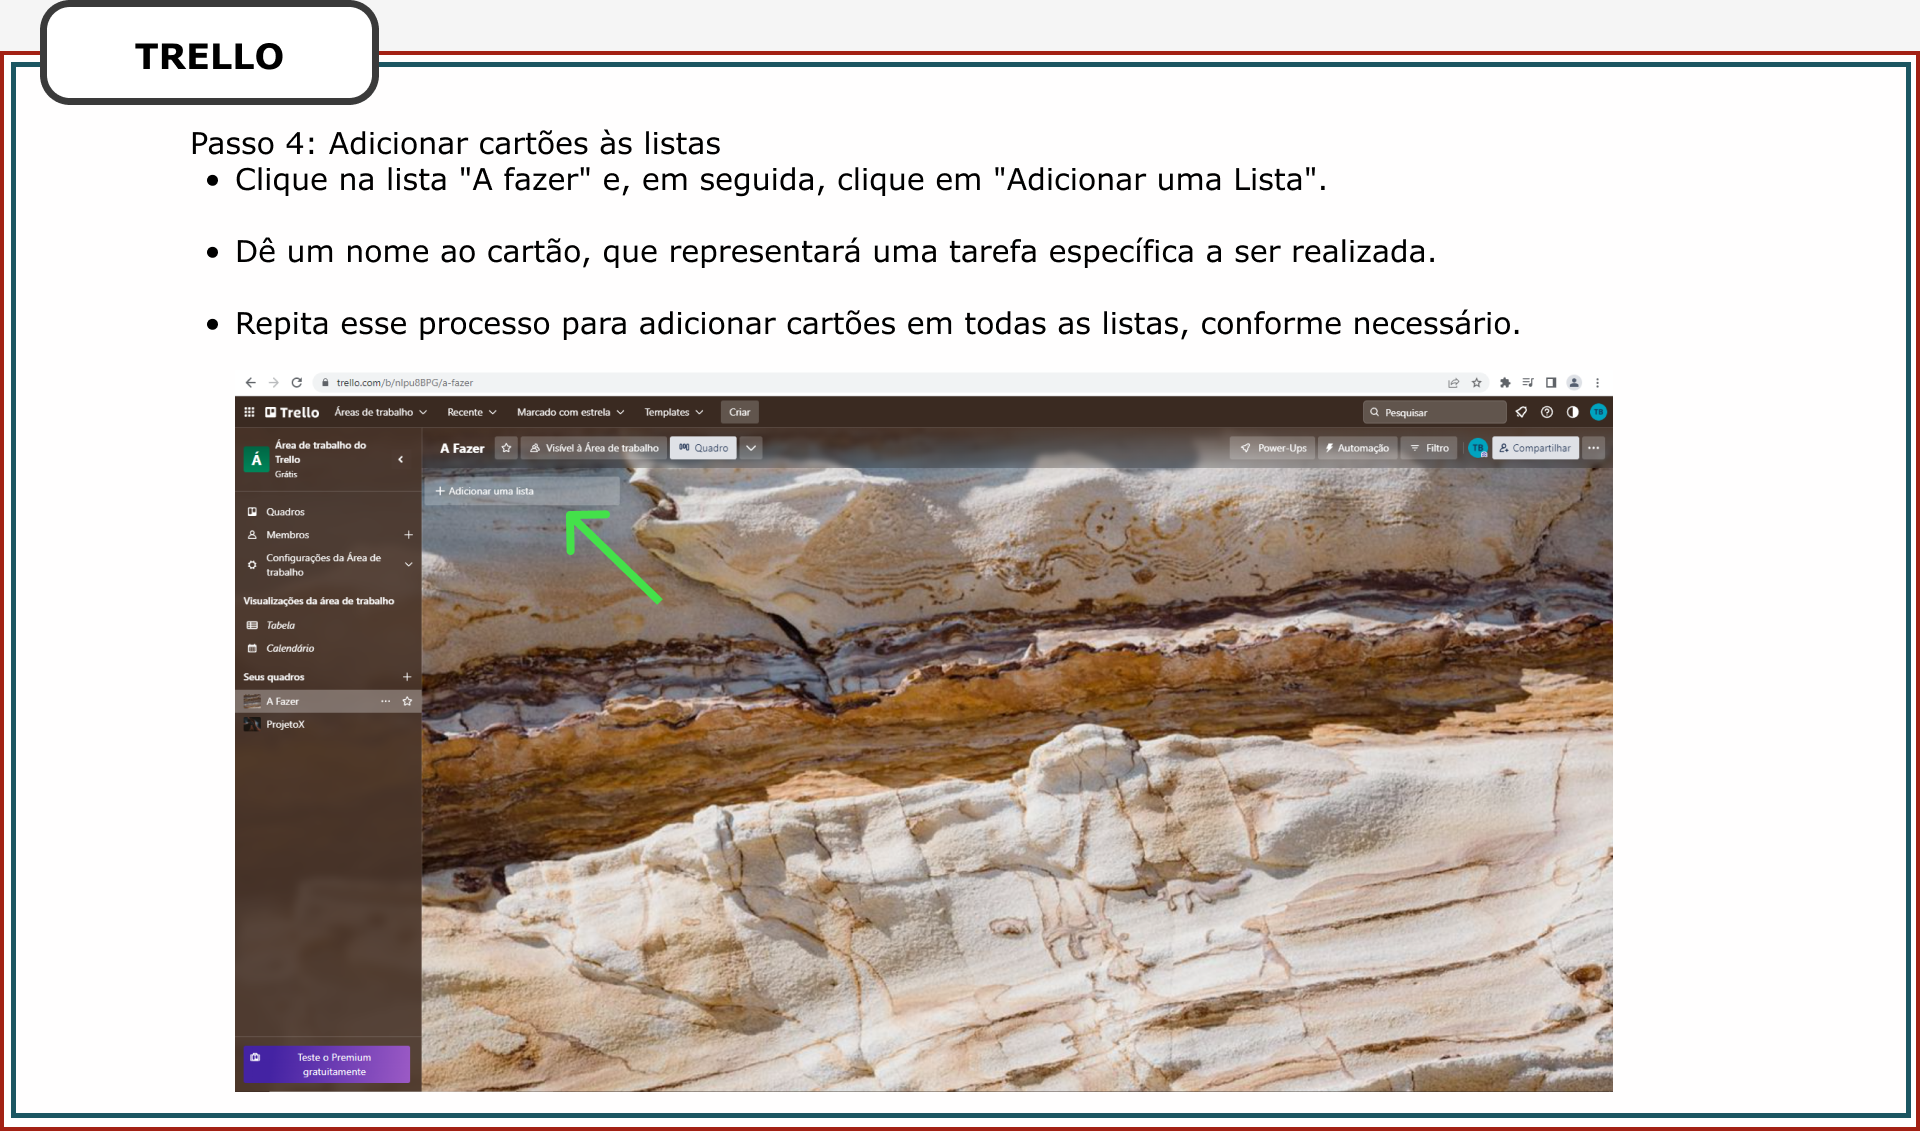 TRELLO
Passo 4: Adicionar cartões às listas
• Clique na lista "A fazer" e, em seguida, clique em "Adicionar uma Lista".
• Dê um nome ao cartão, que representará uma tarefa específica a ser realizada.
• Repita esse processo para adicionar cartões em todas as listas, conforme necessário.
trello.com/b/nlpu8BPG/a-fazer
Trello Áreas de trabalho Recente Marcado com estrela Templates Criar Pesquisar TB
Á
Área de trabalho do
Trello
Grátis
A Fazer Visível à Área de trabalho Quadro Power-Ups Automação Filtro TB Compartilhar
+ Adicionar uma lista
Quadros
Membros
Configurações da Área de
trabalho
Visualizações da área de trabalho
Tabela
Calendário
Seus quadros
A Fazer
ProjetoX
Teste o Premium
gratuitamente